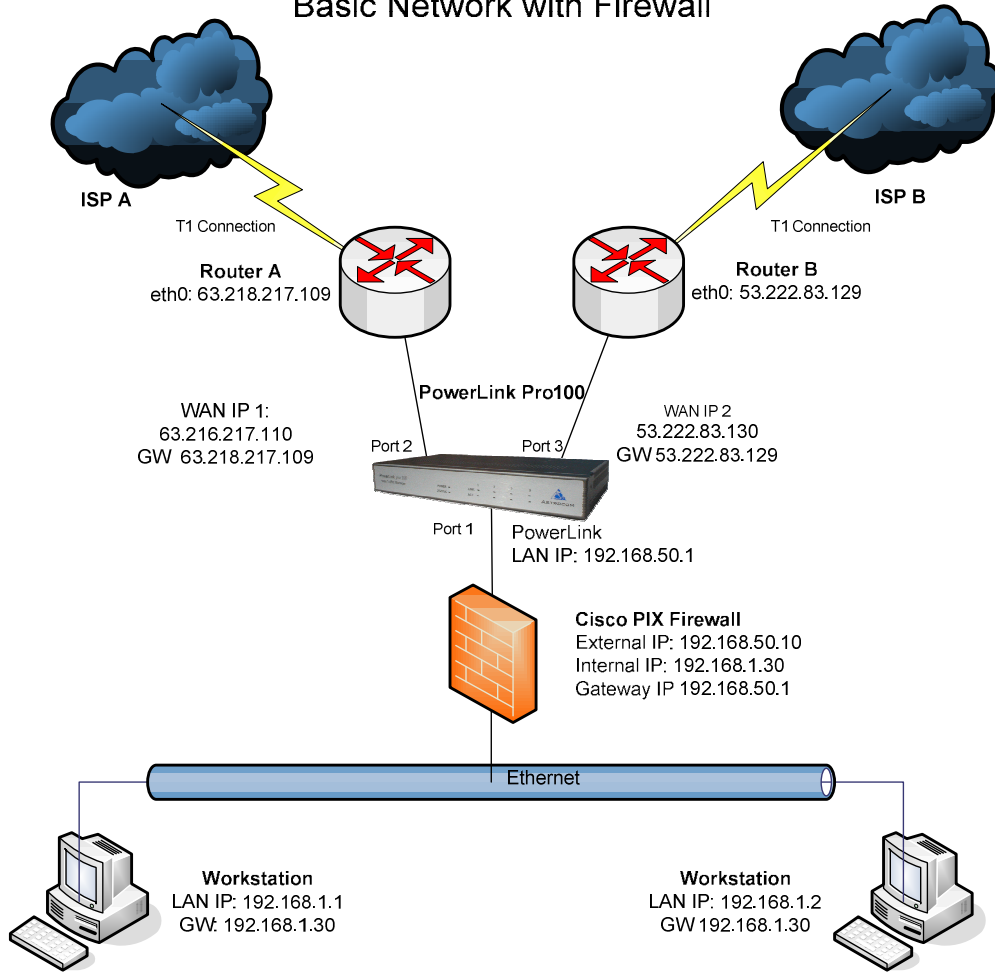 Basic Network with Firewall
ISP A
ISP B
T1 Connection
T1 Connection
Router A
eth0: 63.218.217.109
Router B
eth0: 53.222.83.129
PowerLink Pro100
WAN IP 1:
63.216.217.110
GW 63.218.217.109
WAN IP 2
53.222.83.130
GW 53.222.83.129
Port 2
Port 3
Port 1
PowerLink
LAN IP: 192.168.50.1
Cisco PIX Firewall
External IP: 192.168.50.10
Internal IP: 192.168.1.30
Gateway IP 192.168.50.1
Ethernet
Workstation
LAN IP: 192.168.1.1
GW: 192.168.1.30
Workstation
LAN IP: 192.168.1.2
GW 192.168.1.30